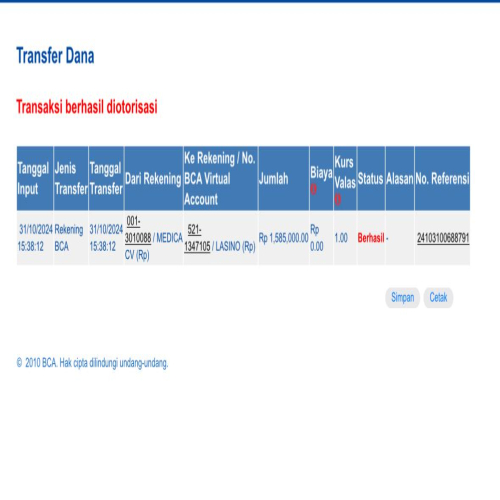 Transfer Dana
Transaksi berhasil diotorisasi
Tanggal Input Jenis Transfer Tanggal Transfer Dari Rekening Ke Rekening / No. BCA Virtual Account Jumlah Biaya Kurs Valas Status Alasan No. Referensi
31/10/2024 15:38:12 Rekening BCA 31/10/2024 15:38:12 001-3010088 / MEDICA CV (Rp) 521-1347105 / LASINO (Rp) Rp 1,585,000.00 Rp 0.00 1.00 Berhasil - 24103100688791
Simpan Cetak
© 2010 BCA. Hak cipta dilindungi undang-undang.